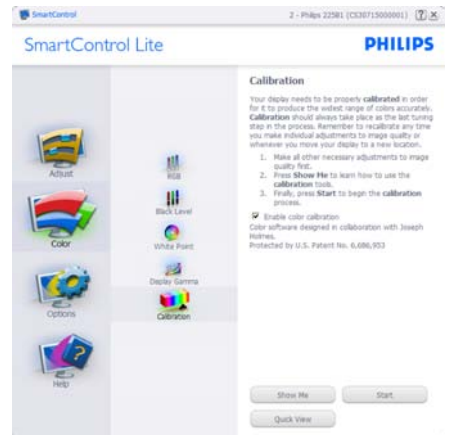 SmartControl
2 - Philips 225B1 (CS30715000001)
SmartControl Lite
PHILIPS
Adjust
Color
Options
Help
RGB
Black Level
White Point
Display Gamma
Calibration
Calibration
Your display needs to be properly calibrated in order
for it to produce the widest range of colors accurately.
Calibration should always take place as the last tuning
step in the process. Remember to recalibrate any time
you make individual adjustments to image quality or
whenever you move your display to a new location.
1. Make all other necessary adjustments to image
quality first.
2. Press Show Me to learn how to use the
calibration tools.
3. Finally, press Start to begin the calibration
process.
Enable color calibration
Color software designed in collaboration with Joseph
Holmes.
Protected by U.S. Patent No. 6,686,953
Show Me
Start
Quick View